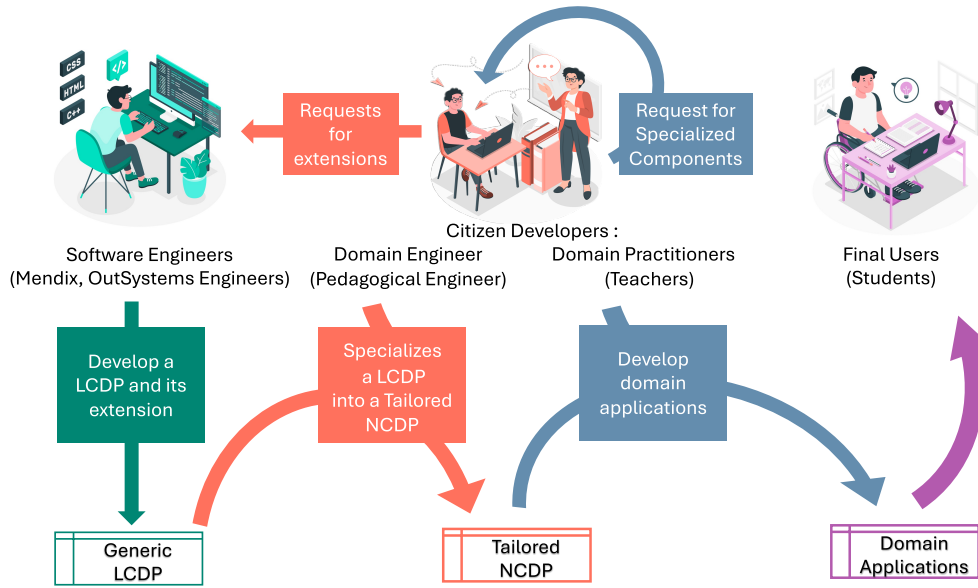 CSS
HTML
C++
</>
Requests
for
extensions
Request for
Specialized
Components
Citizen Developers :
Software Engineers
(Mendix, OutSystems Engineers)
Domain Engineer
(Pedagogical Engineer)
Domain Practitioners
(Teachers)
Final Users
(Students)
Develop a
LCDP and its
extension
Specializes
a LCDP
into a Tailored
NCDP
Develop
domain
applications
Generic
LCDP
Tailored
NCDP
Domain
Applications